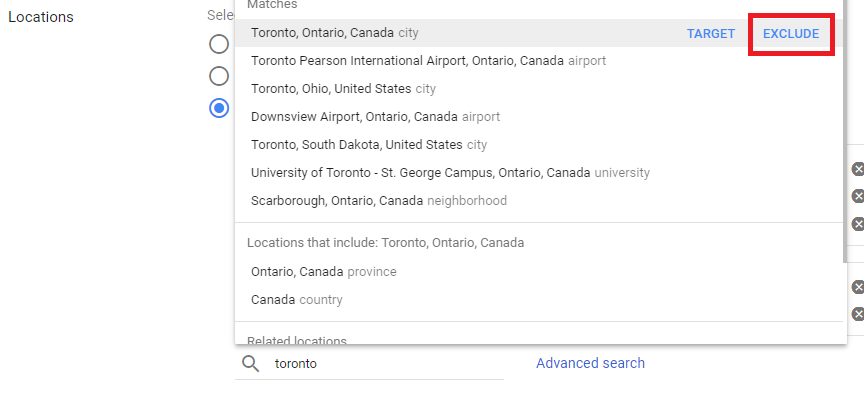 Locations
Sele
Matches
Toronto, Ontario, Canada city TARGET EXCLUDE
Toronto Pearson International Airport, Ontario, Canada airport
Toronto, Ohio, United States city
Downsview Airport, Ontario, Canada airport
Toronto, South Dakota, United States city
University of Toronto - St. George Campus, Ontario, Canada university
Scarborough, Ontario, Canada neighborhood
Locations that include: Toronto, Ontario, Canada
Ontario, Canada province
Canada country
Related locations
toronto Advanced search